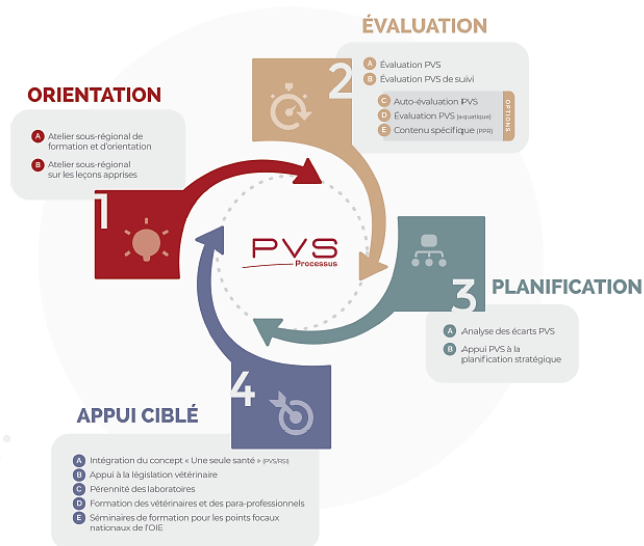 ORIENTATION
A Atelier sous-régional de
formation et d'orientation
B Atelier sous-régional
sur les leçons apprises
1
ÉVALUATION
2
A Évaluation PVS
B Évaluation PVS de suivi
C Auto-évaluation PVS
D Évaluation PVS (aquatique)
E Contenu spécifique (PPR)
OPTIONS
PVS
Processus
3
PLANIFICATION
A Analyse des écarts PVS
B Appui PVS à la
planification stratégique
4
APPUI CIBLÉ
A Intégration du concept « Une seule santé » (PVS/RSI)
B Appui à la législation vétérinaire
C Pérennité des laboratoires
D Formation des vétérinaires et des para-professionnels
E Séminaires de formation pour les points focaux
nationaux de l'OIE